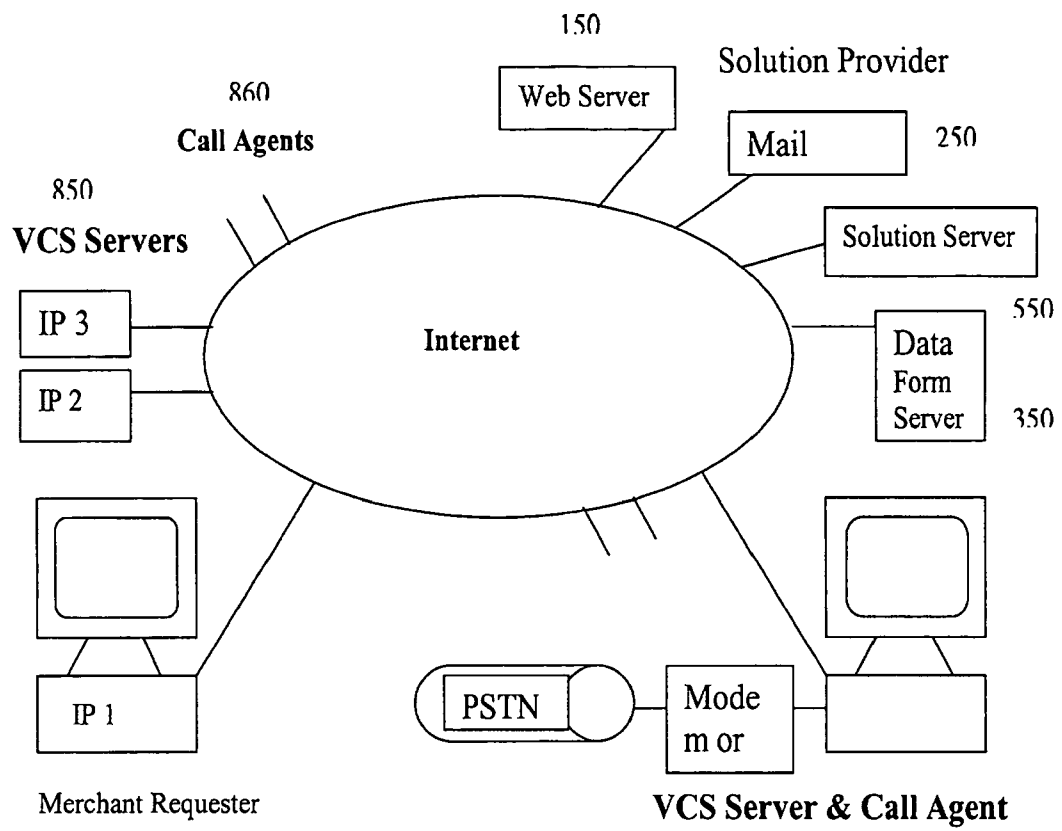 150
Solution Provider
860
Web Server
Call Agents
Mail
250
850
VCS Servers
Solution Server
IP 3
550
Internet
Data
Form
Server
IP 2
350
IP 1
PSTN
Mode
m or
Merchant Requester
VCS Server & Call Agent